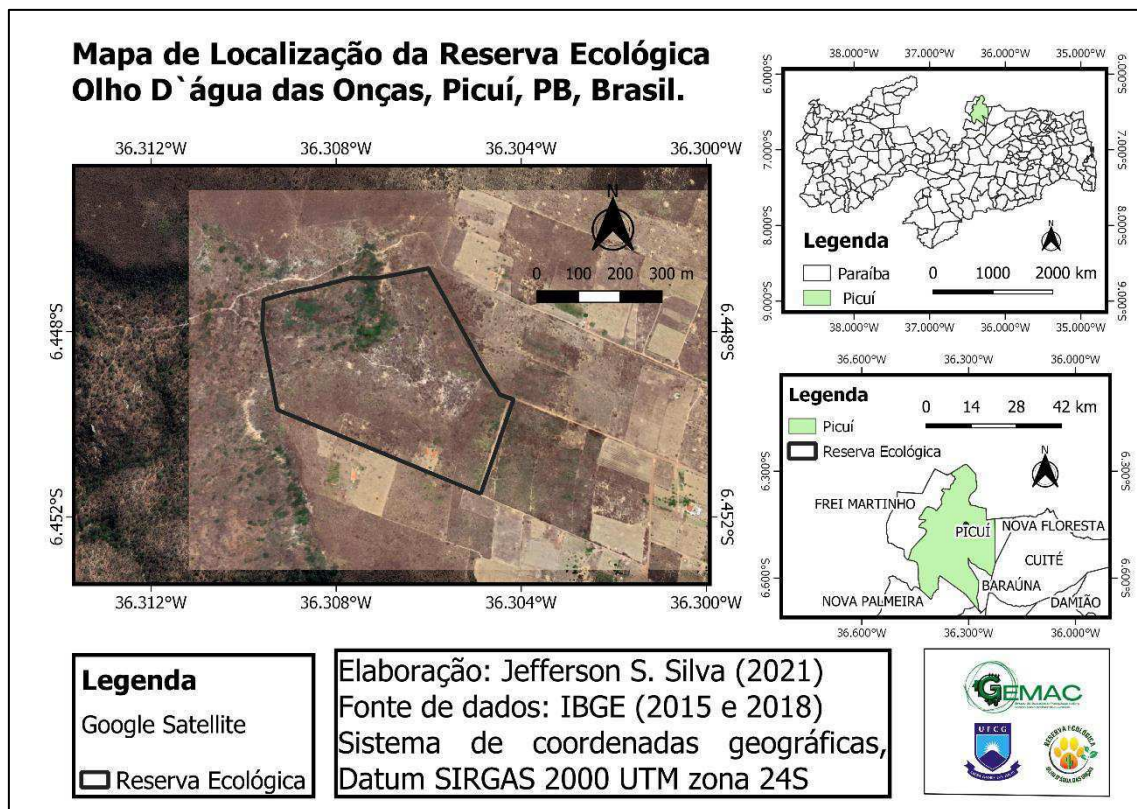 Mapa de Localização da Reserva Ecológica
Olho D`água das Onças, Picuí, PB, Brasil.
36.312°W 36.308°W 36.304°W 36.300°W
6.448°S 6.448°S
6.452°S 6.452°S
N
0 100 200 300 m
36.312°W 36.308°W 36.304°W 36.300°W
38.000°W 37.000°W 36.000°W 35.000°W
6.000°S 6.000°S
7.000°S 7.000°S
8.000°S 8.000°S
9.000°S 9.000°S
Legenda
Paraíba
Picuí
N
0 1000 2000 km
38.000°W 37.000°W 36.000°W 35.000°W
36.600°W 36.300°W 36.000°W
Legenda
Picuí
Reserva Ecológica
0 14 28 42 km
N
6.300°S 6.300°S
6.600°S 6.600°S
FREI MARTINHO
PICUÍ
NOVA FLORESTA
CUITÉ
BARAÚNA
NOVA PALMEIRA
DAMIÃO
36.600°W 36.300°W 36.000°W
Legenda
Google Satellite
Reserva Ecológica
Elaboração: Jefferson S. Silva (2021)
Fonte de dados: IBGE (2015 e 2018)
Sistema de coordenadas geográficas,
Datum SIRGAS 2000 UTM zona 24S
GEMAC
UFCG
RESERVA ECOLÓGICA
OLHO D'ÁGUA DAS ONÇAS